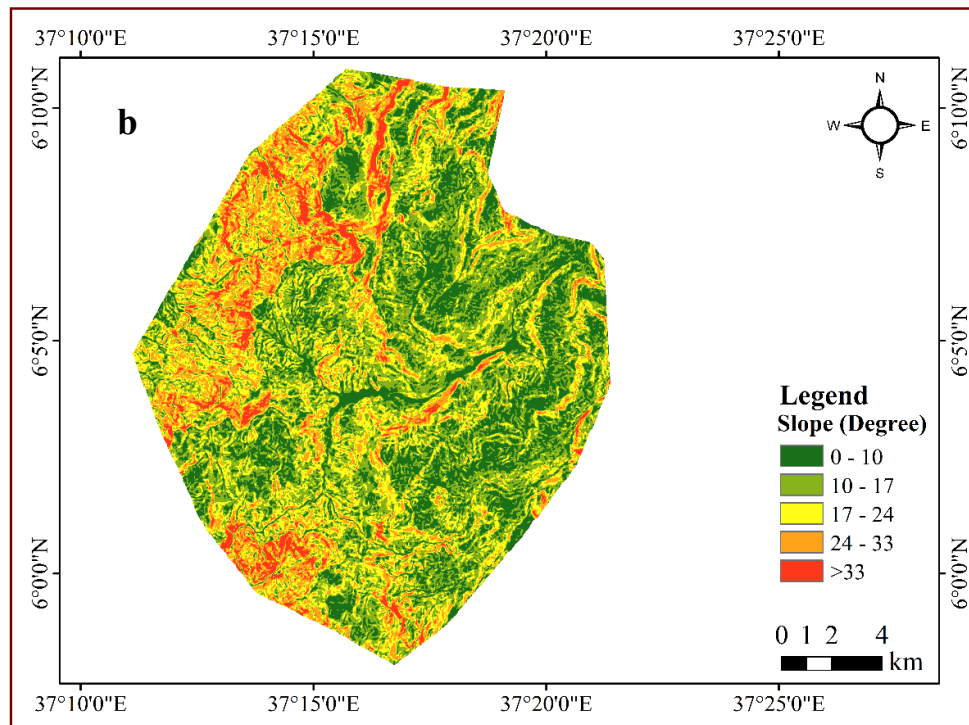 37°10'0"E 37°15'0"E 37°20'0"E 37°25'0"E
6°10'0"N 6°10'0"N
b
N
W E
S
6°5'0"N 6°5'0"N
Legend
Slope (Degree)
0 - 10
10 - 17
17 - 24
24 - 33
>33
6°0'0"N 6°0'0"N
0 1 2 4
km
37°10'0"E 37°15'0"E 37°20'0"E 37°25'0"E